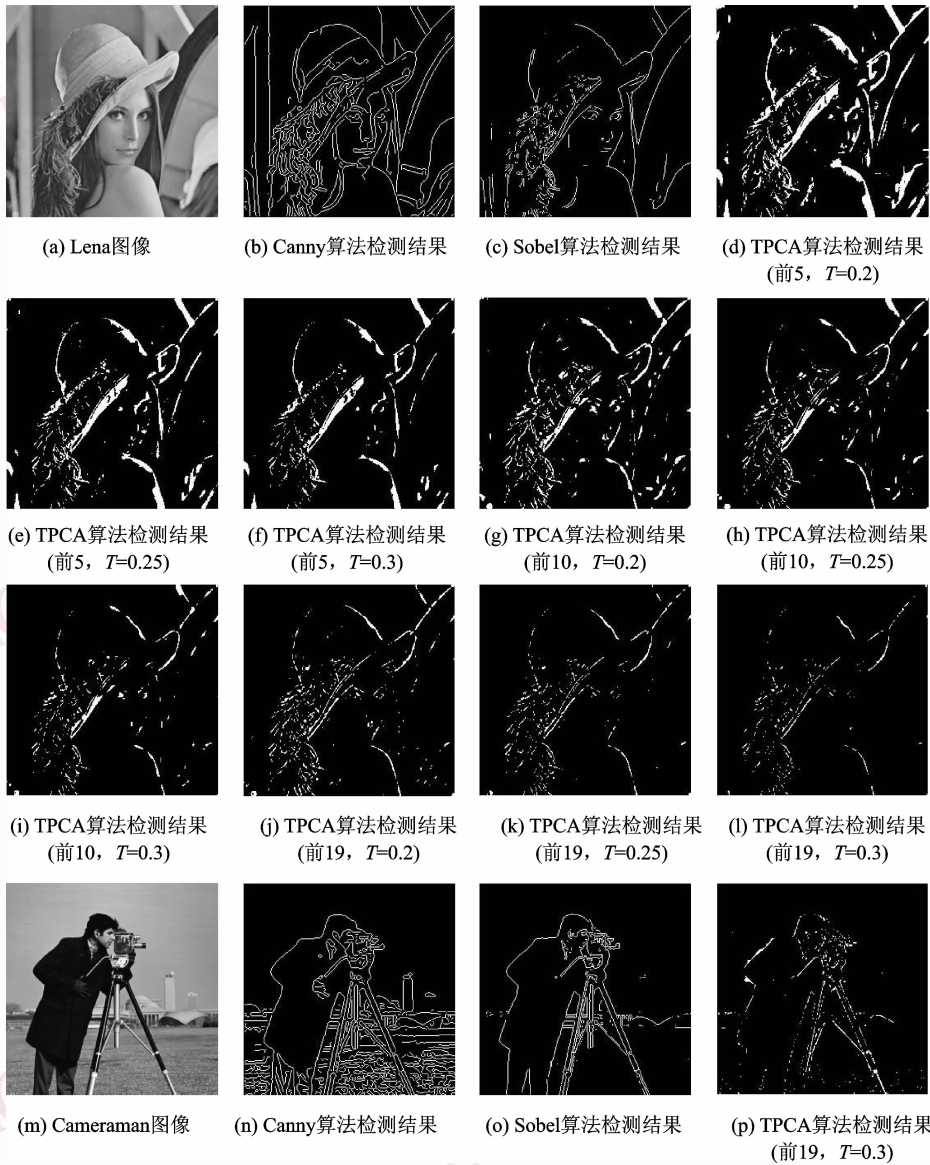 (a) Lena图像
(b) Canny算法检测结果
(c) Sobel算法检测结果
(d) TPCA算法检测结果
(前5，T=0.2)
(e) TPCA算法检测结果
(前5，T=0.25)
(f) TPCA算法检测结果
(前5，T=0.3)
(g) TPCA算法检测结果
(前10，T=0.2)
(h) TPCA算法检测结果
(前10，T=0.25)
(i) TPCA算法检测结果
(前10，T=0.3)
(j) TPCA算法检测结果
(前19，T=0.2)
(k) TPCA算法检测结果
(前19，T=0.25)
(l) TPCA算法检测结果
(前19，T=0.3)
(m) Cameraman图像
(n) Canny算法检测结果
(o) Sobel算法检测结果
(p) TPCA算法检测结果
(前19，T=0.3)